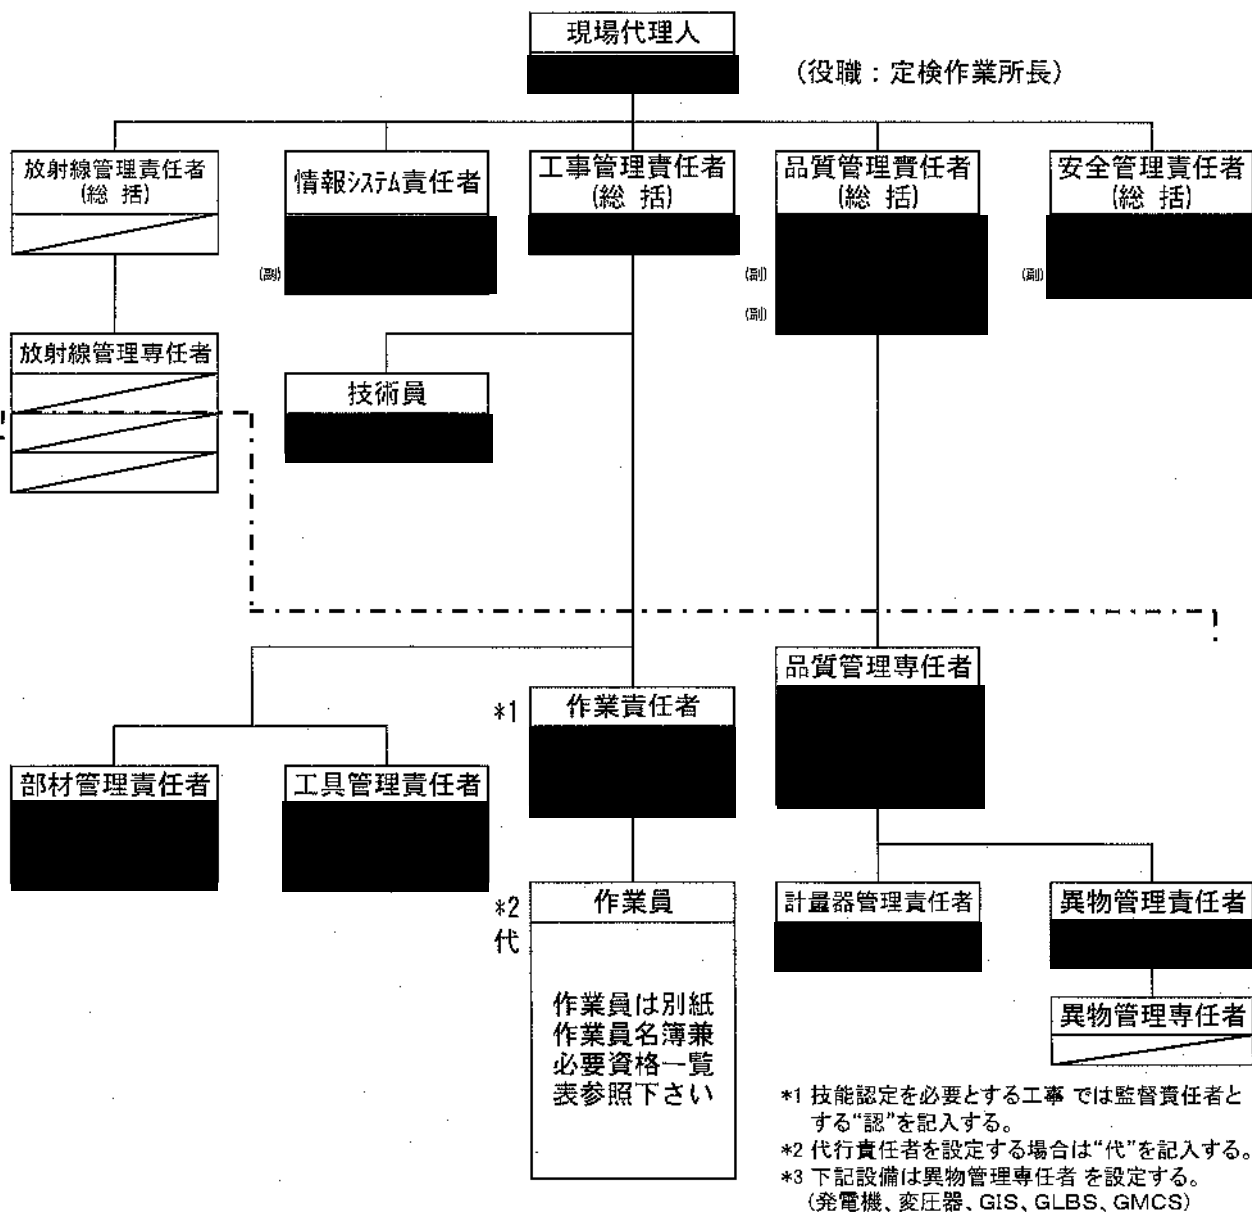 現場代理人
(役職：定検作業所長)
放射線管理責任者
(総 括)
情報システム責任者
(副)
工事管理責任者
(総 括)
品質管理責任者
(総 括)
(副)
(副)
安全管理責任者
(総 括)
(副)
放射線管理専任者
技術員
品質管理専任者
*1
作業責任者
部材管理責任者
工具管理責任者
*2
代
作業員
作業員は別紙
作業員名簿兼
必要資格一覧
表参照下さい
計量器管理責任者
異物管理責任者
異物管理専任者
*1 技能認定を必要とする工事 では監督責任者と
する“認”を記入する。
*2 代行責任者を設定する場合は“代”を記入する。
*3 下記設備は異物管理専任者 を設定する。
(発電機、変圧器、GIS、GLBS、GMCS)